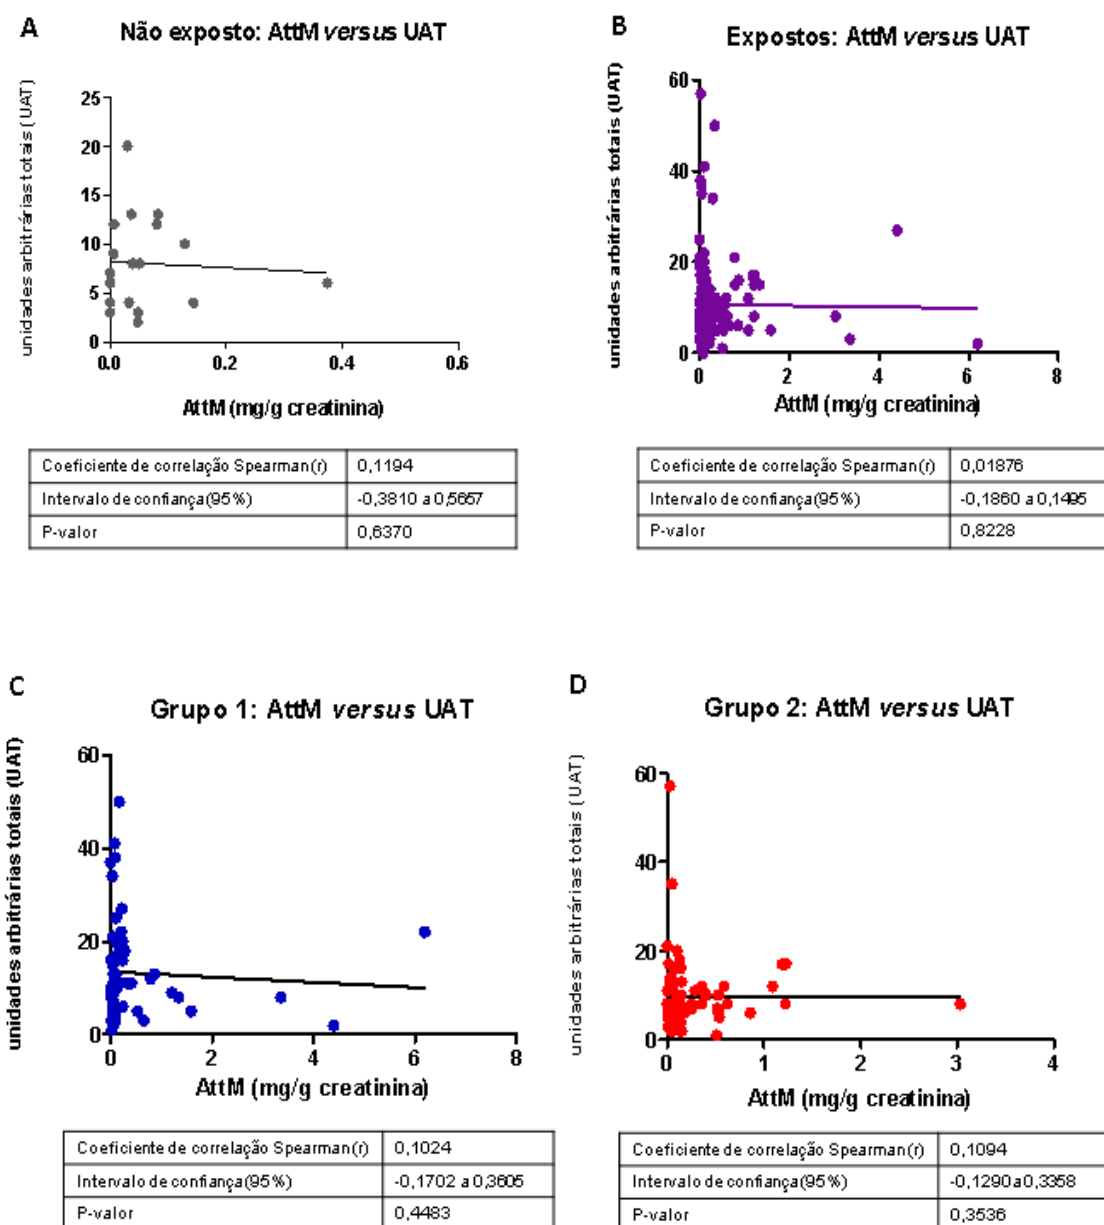 A
Não exposto: AttM versus UAT
unidades arbitrárias totais (UAT)
25
20
15
10
5
0
0.0 0.2 0.4 0.6
AttM (mg/g creatinina)
Coeficiente de correlação Spearman(r) 0,1194
Intervalo de confiança(95%) -0,3810 a 0,5657
P-valor 0,6370
B
Expostos: AttM versus UAT
unidades arbitrárias totais (UAT)
60
40
20
0
0 2 4 6 8
AttM (mg/g creatinina)
Coeficiente de correlação Spearman(r) 0,01876
Intervalo de confiança(95%) -0,1860 a 0,1495
P-valor 0,8228
C
Grupo 1: AttM versus UAT
unidades arbitrárias totais (UAT)
60
40
20
0
0 2 4 6 8
AttM (mg/g creatinina)
Coeficiente de correlação Spearman(r) 0,1024
Intervalo de confiança(95%) -0,1702 a 0,3605
P-valor 0,4483
D
Grupo 2: AttM versus UAT
unidades arbitrárias totais (UAT)
60
40
20
0
0 1 2 3 4
AttM (mg/g creatinina)
Coeficiente de correlação Spearman(r) 0,1094
Intervalo de confiança(95%) -0,1290 a 0,3358
P-valor 0,3536